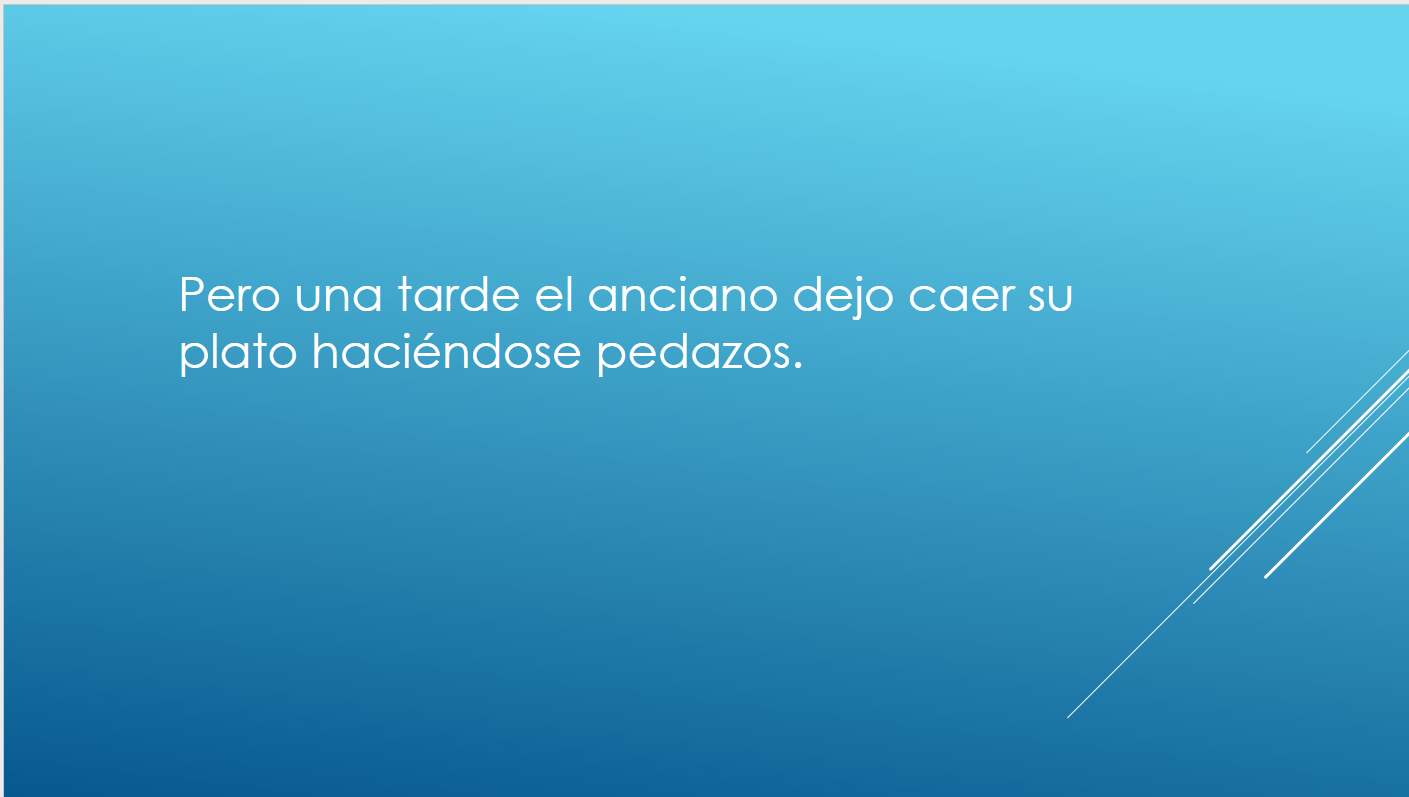 Pero una tarde el anciano dejo caer su
plato haciéndose pedazos.